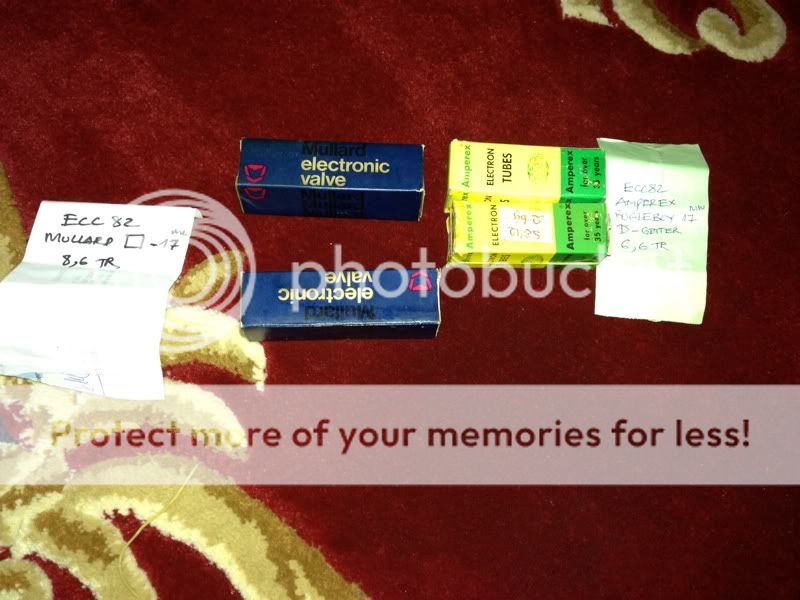 Mullard
electronic
valve
Mullard
Mullard
electronic
valve
Amperex
ELECTRON
TUBES
Amperex
for over
35 years
ELECTRON
Amperex
for over
35 years
ECC 82
MULLARD □ -17
8,6 TR
ECC82
AMPEREX
17
D-GETTER
6,6 TR
photobucket
Protect more of your memories for less!